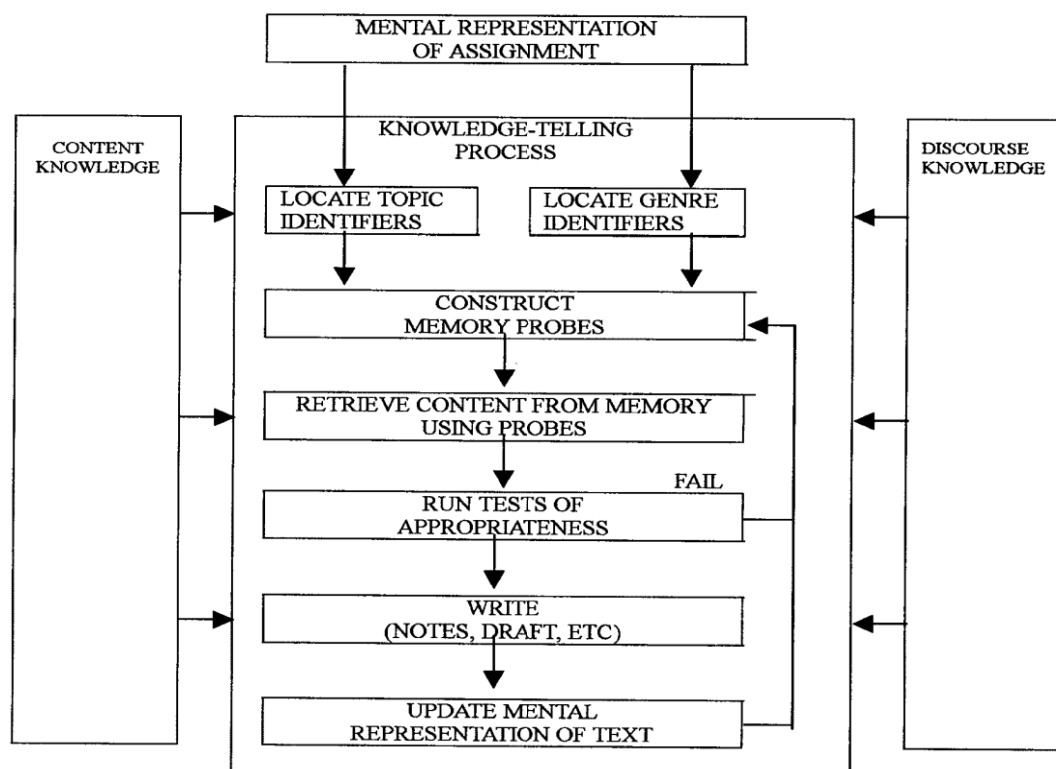 MENTAL REPRESENTATION
OF ASSIGNMENT
KNOWLEDGE-TELLING
PROCESS
CONTENT
KNOWLEDGE
DISCOURSE
KNOWLEDGE
LOCATE TOPIC
IDENTIFIERS
LOCATE GENRE
IDENTIFIERS
CONSTRUCT
MEMORY PROBES
RETRIEVE CONTENT FROM MEMORY
USING PROBES
FAIL
RUN TESTS OF
APPROPRIATENESS
WRITE
(NOTES, DRAFT, ETC)
UPDATE MENTAL
REPRESENTATION OF TEXT